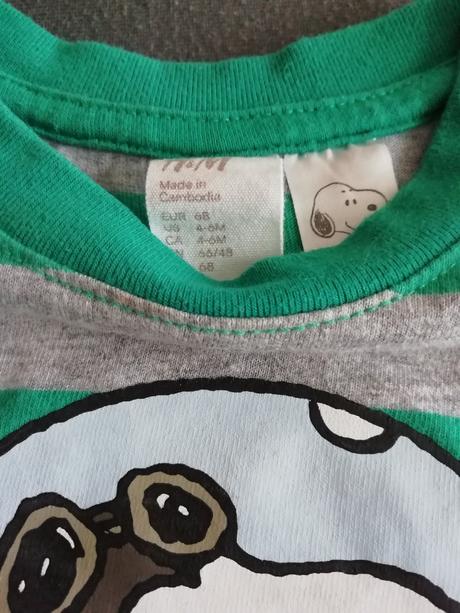 H&M
Made in
Cambodia
EUR 68
US 4-6M
CA 4-6M
66/48
68